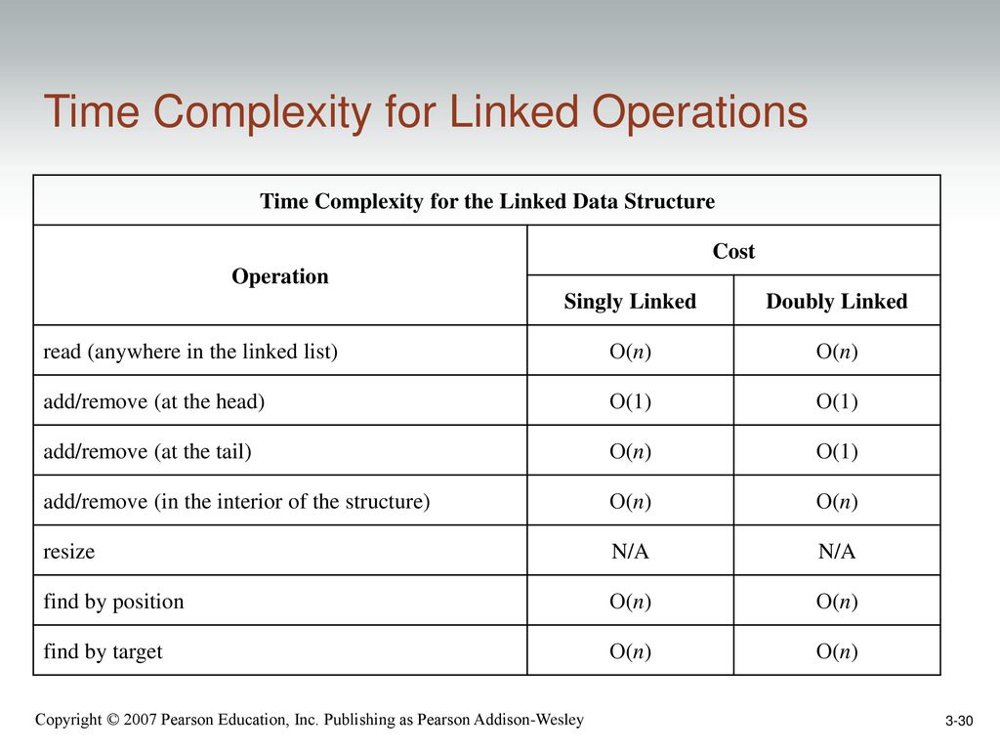 Time Complexity for Linked Operations
Time Complexity for the Linked Data Structure
Operation
Cost
Singly Linked Doubly Linked
read (anywhere in the linked list) O(n) O(n)
add/remove (at the head) O(1) O(1)
add/remove (at the tail) O(n) O(1)
add/remove (in the interior of the structure) O(n) O(n)
resize N/A N/A
find by position O(n) O(n)
find by target O(n) O(n)
Copyright © 2007 Pearson Education, Inc. Publishing as Pearson Addison-Wesley 3-30